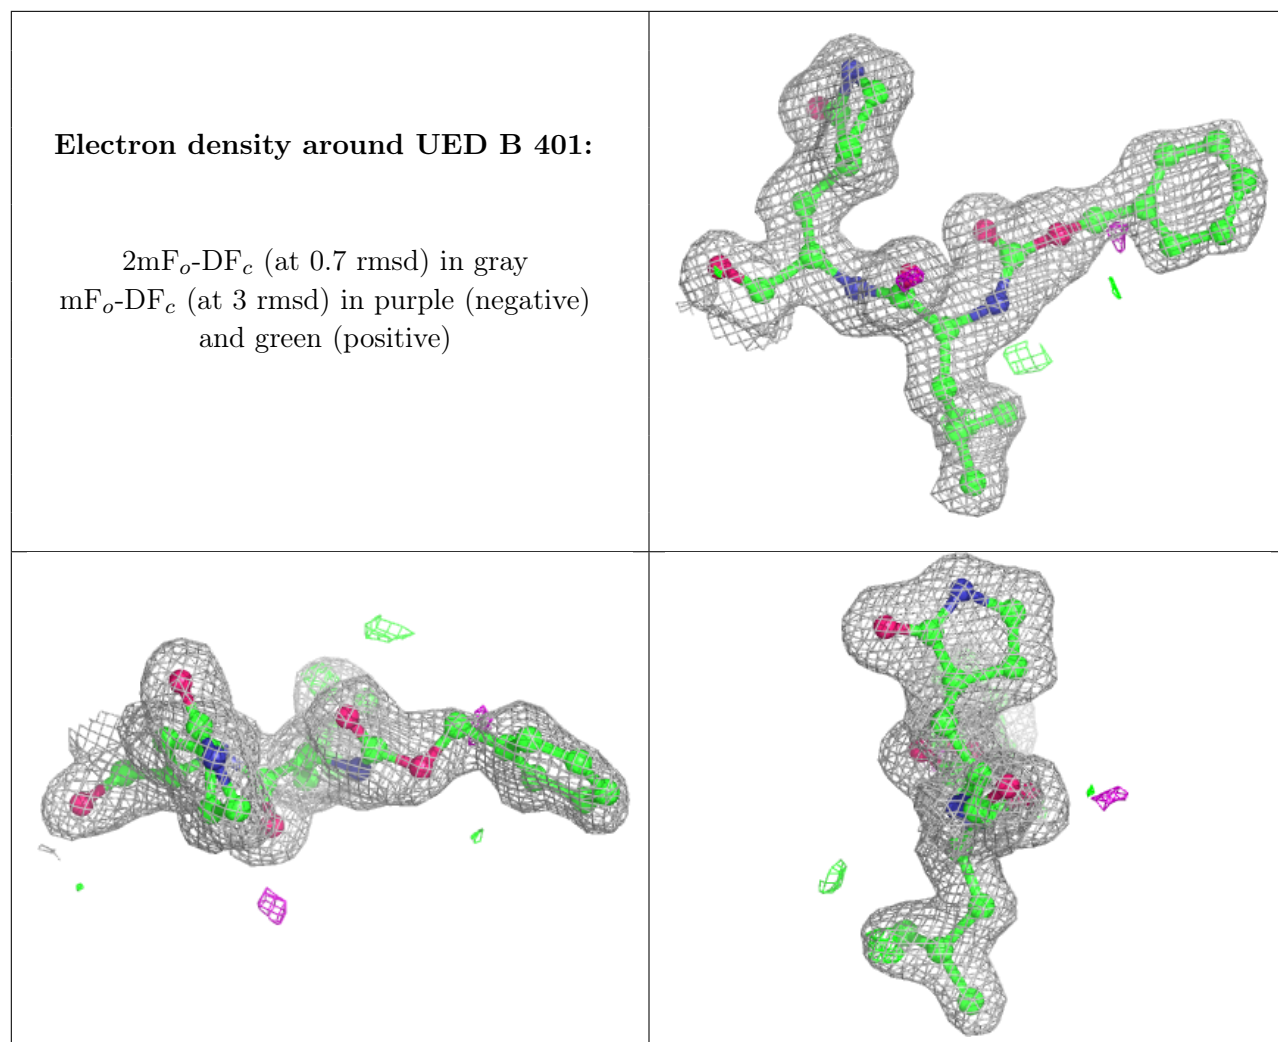 Electron density around UED B 401:
2mFo-DFc (at 0.7 rmsd) in gray
mFo-DFc (at 3 rmsd) in purple (negative)
and green (positive)